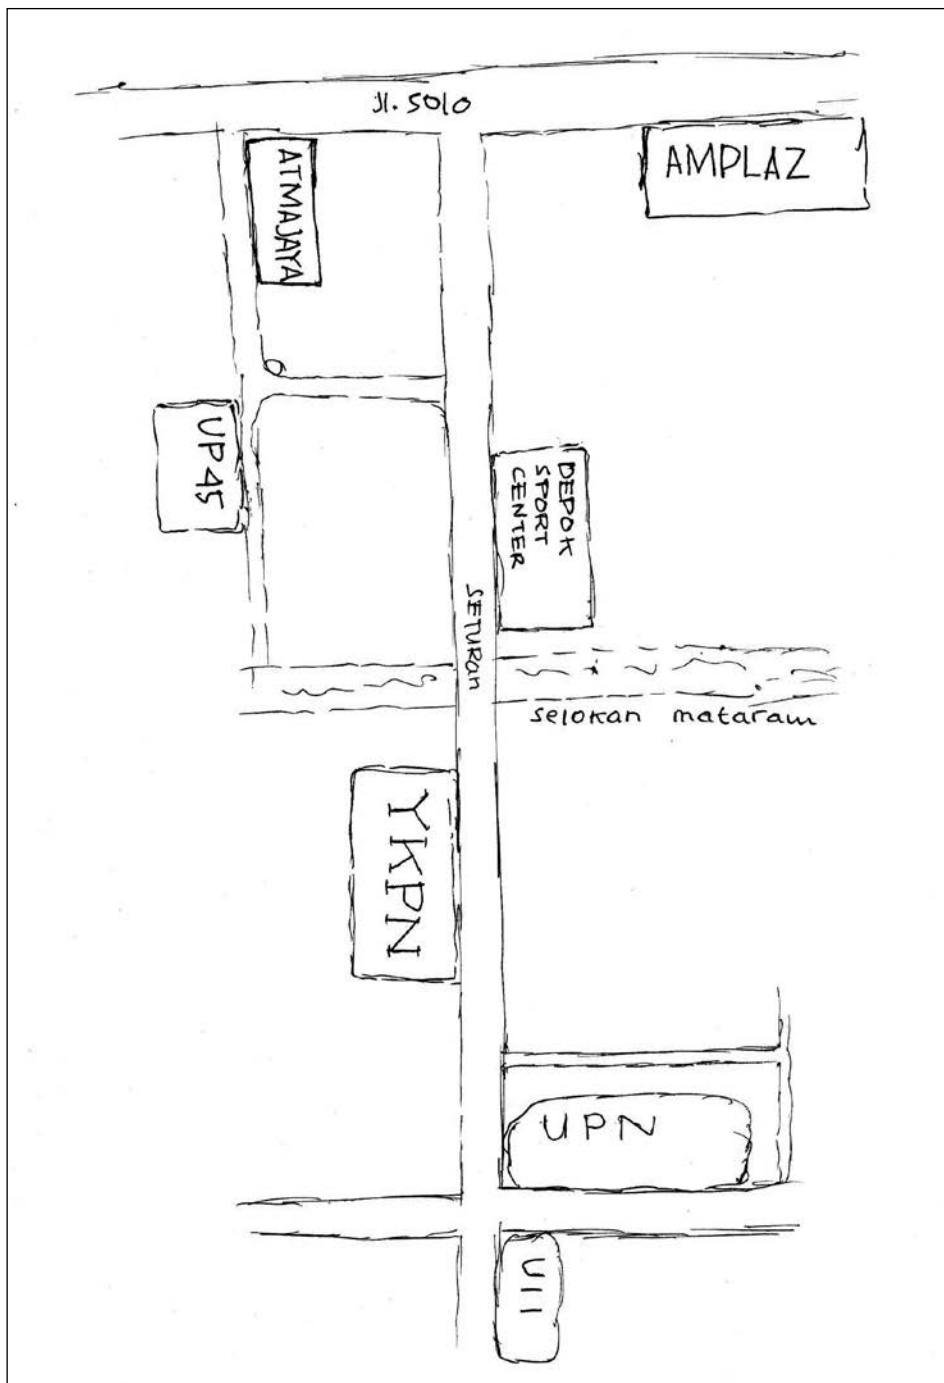 Jl. SOLO
ATMAJAYA
AMPLAZ
UP45
DEPOK
SPORT
CENTER
SETURAN
selokan mataram
YKPN
UPN
UII